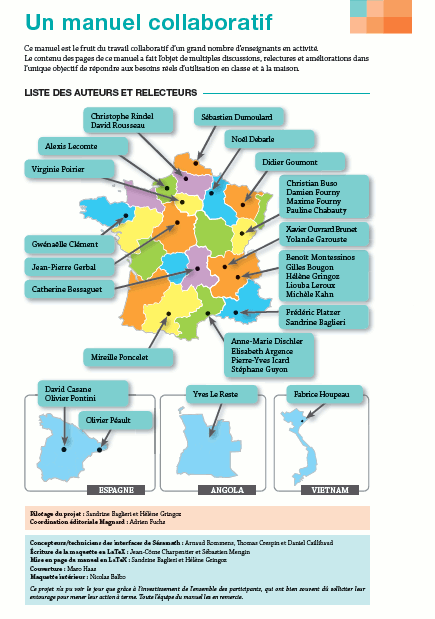 Un manuel collaboratif
Ce manuel est le fruit du travail collaboratif d'un grand nombre d'enseignants en activité.
Le contenu des pages de ce manuel a fait l'objet de multiples discussions, relectures et améliorations dans
l'unique objectif de répondre aux besoins réels d'utilisation en classe et à la maison.
LISTE DES AUTEURS ET RELECTEURS
Christophe Rindel
David Rousseau
Sébastien Dumoulard
Alexis Lecomte
Noël Debarle
Virginie Poirier
Didier Goumont
Christian Buso
Damien Fourny
Maxime Fourny
Pauline Chabauty
Gwénaëlle Clément
Xavier Ouvrard Brunet
Yolande Garouste
Jean-Pierre Gerbal
Benoît Montessinos
Gilles Bougon
Hélène Gringoz
Liouba Leroux
Michèle Kahn
Catherine Bessaguet
Frédéric Platzer
Sandrine Baglieri
Mireille Poncelet
Anne-Marie Dischler
Elisabeth Argence
Pierre-Yves Icard
Stéphane Guyon
David Casane
Olivier Pontini
Olivier Péault
Yves Le Reste
Fabrice Houpeau
ESPAGNE
ANGOLA
VIETNAM
Pilotage du projet : Sandrine Baglieri et Hélène Gringoz
Coordination éditoriale Magnard : Adrien Fuchs
Concepteurs/techniciens des interfaces de Sésamath : Arnaud Rommens, Thomas Crespin et Daniel Caillibaud
Écriture de la maquette en LaTeX : Jean-Côme Charpentier et Sébastien Mengin
Mise en page de manuel en LaTeX : Sandrine Baglieri et Hélène Gringoz
Couverture : Marc Haas
Maquette intérieur : Nicolas Balbo
Ce projet n'a pu voir le jour que grâce à l'investissement de l'ensemble des participants, qui ont bien souvent dû solliciter leur
entourage pour mener leur action à terme. Toute l'équipe du manuel les en remercie.